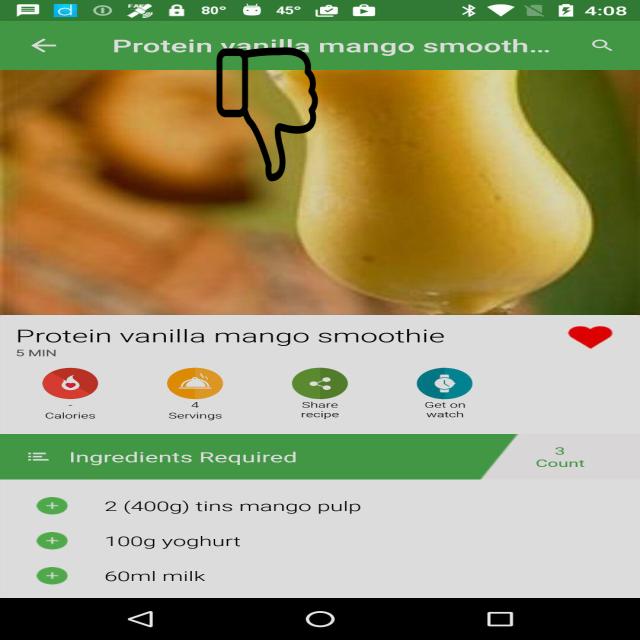 80° 45° 4:08
Protein vanilla mango smooth...
Protein vanilla mango smoothie
5 MIN
- 4 Share Get on
Calories Servings recipe watch
Ingredients Required
3
Count
2 (400g) tins mango pulp
100g yoghurt
60ml milk